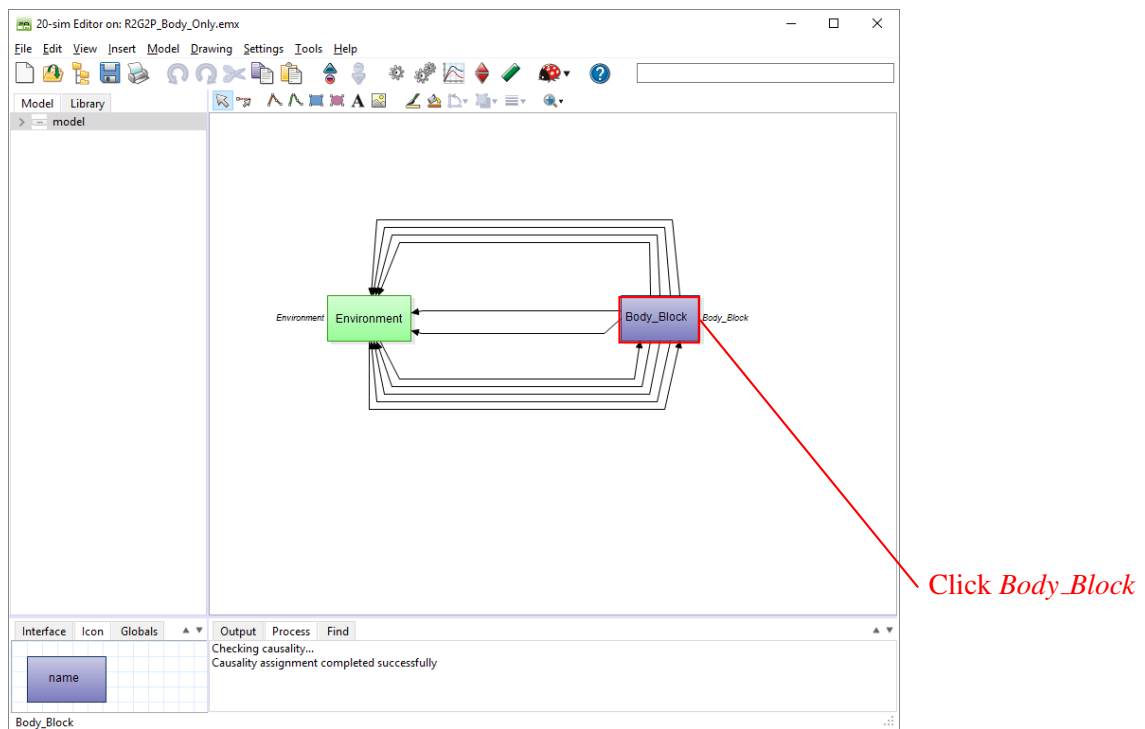 20-sim Editor on: R2G2P_Body_Only.emx
File Edit View Insert Model Drawing Settings Tools Help
Model Library
A
model
Environment Environment Body_Block Body_Block
Click Body_Block
Interface Icon Globals Output Process Find
Checking causality...
Causality assignment completed successfully
name
Body_Block